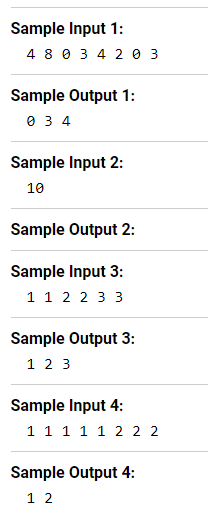 Sample Input 1:
4 8 0 3 4 2 0 3
Sample Output 1:
0 3 4
Sample Input 2:
10
Sample Output 2:
Sample Input 3:
1 1 2 2 3 3
Sample Output 3:
1 2 3
Sample Input 4:
1 1 1 1 1 2 2 2
Sample Output 4:
1 2